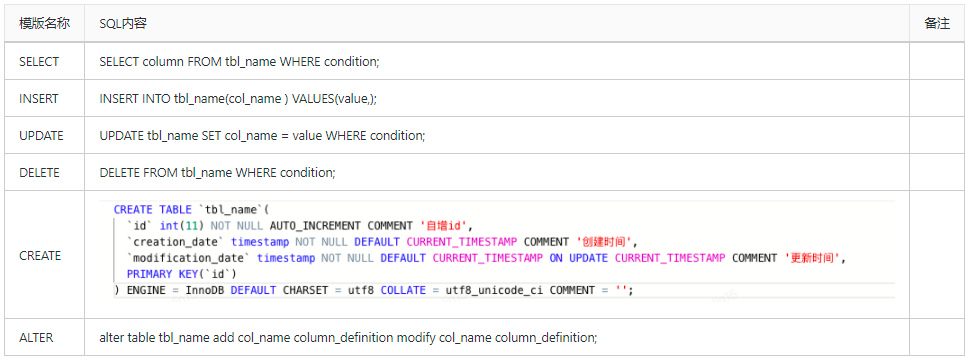 模版名称 SQL内容 备注
SELECT SELECT column FROM tbl_name WHERE condition;
INSERT INSERT INTO tbl_name(col_name ) VALUES(value,);
UPDATE UPDATE tbl_name SET col_name = value WHERE condition;
DELETE DELETE FROM tbl_name WHERE condition;
CREATE TABLE `tbl_name`(
`id` int(11) NOT NULL AUTO_INCREMENT COMMENT '自增id',
`creation_date` timestamp NOT NULL DEFAULT CURRENT_TIMESTAMP COMMENT '创建时间',
CREATE `modification_date` timestamp NOT NULL DEFAULT CURRENT_TIMESTAMP ON UPDATE CURRENT_TIMESTAMP COMMENT '更新时间',
PRIMARY KEY(`id`)
) ENGINE = InnoDB DEFAULT CHARSET = utf8 COLLATE = utf8_unicode_ci COMMENT = '';
ALTER alter table tbl_name add col_name column_definition modify col_name column_definition;